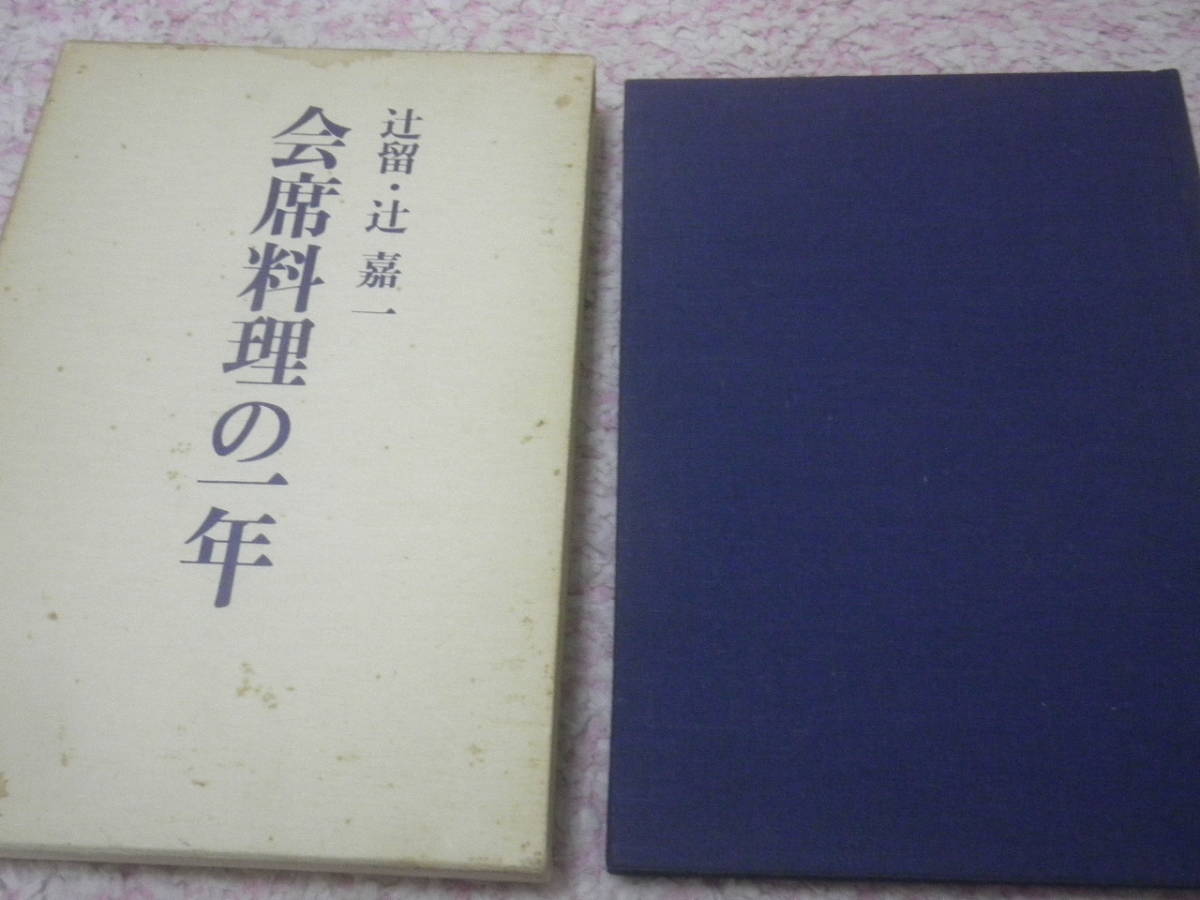 辻留・辻 嘉一
会席料理の一年